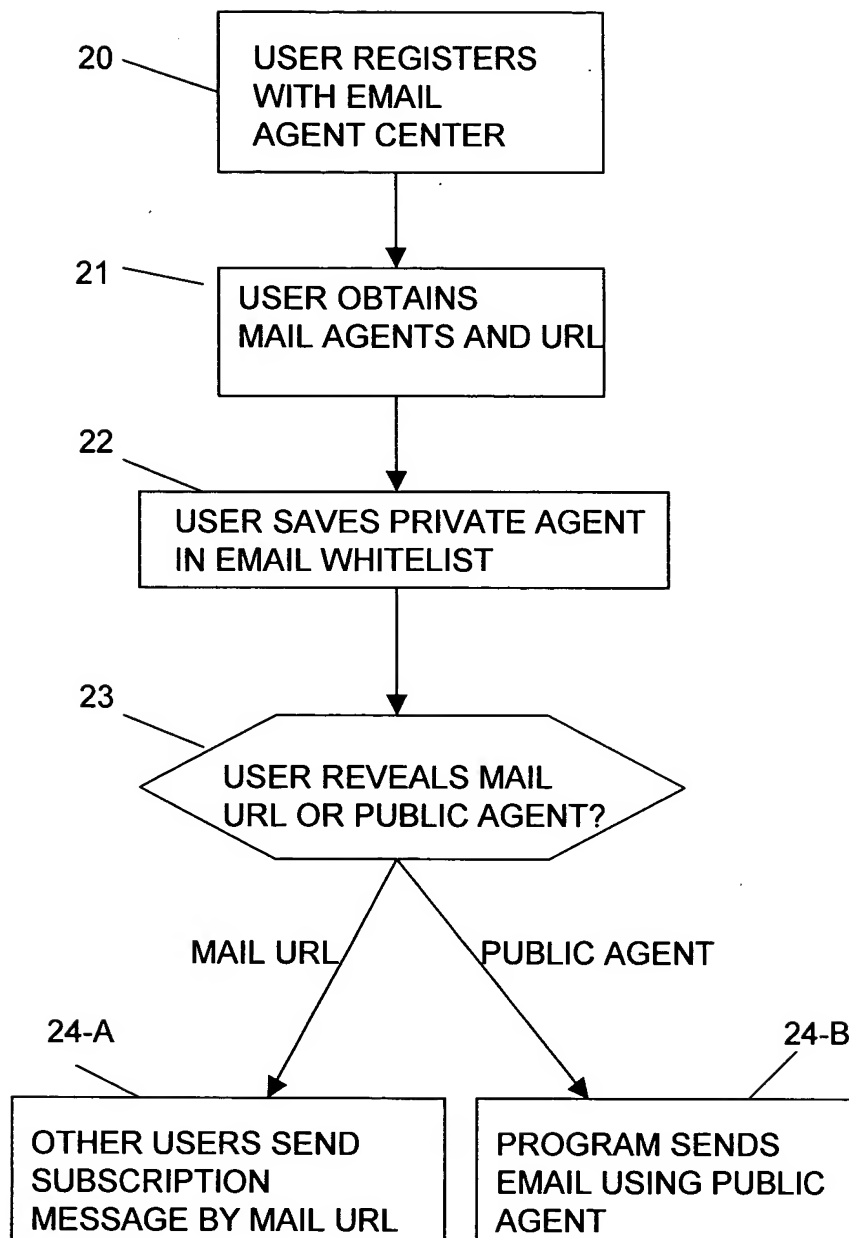 20
USER REGISTERS
WITH EMAIL
AGENT CENTER
21
USER OBTAINS
MAIL AGENTS AND URL
22
USER SAVES PRIVATE AGENT
IN EMAIL WHITELIST
23
USER REVEALS MAIL
URL OR PUBLIC AGENT?
MAIL URL
PUBLIC AGENT
24-A
24-B
OTHER USERS SEND
SUBSCRIPTION
MESSAGE BY MAIL URL
PROGRAM SENDS
EMAIL USING PUBLIC
AGENT